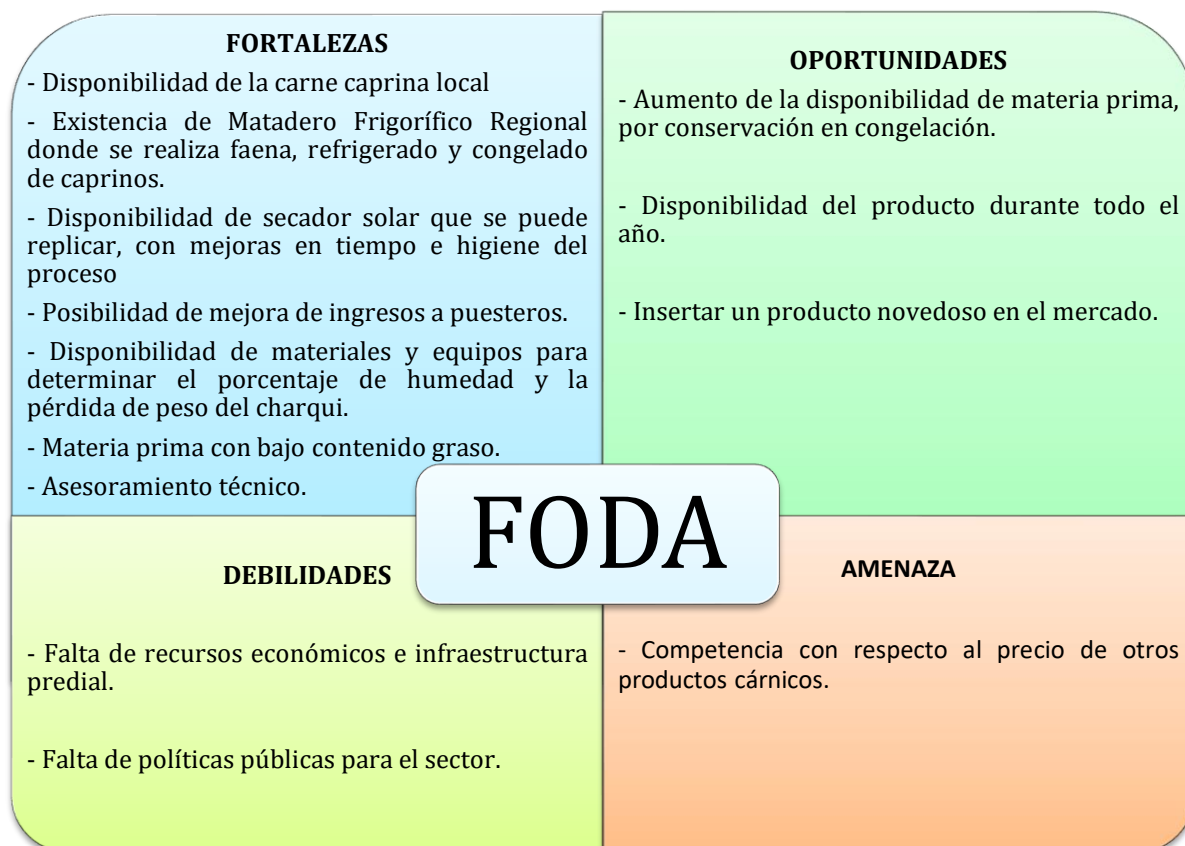 FORTALEZAS
- Disponibilidad de la carne caprina local
- Existencia de Matadero Frigorífico Regional
donde se realiza faena, refrigerado y congelado
de caprinos.
- Disponibilidad de secador solar que se puede
replicar, con mejoras en tiempo e higiene del
proceso
- Posibilidad de mejora de ingresos a puesteros.
- Disponibilidad de materiales y equipos para
determinar el porcentaje de humedad y la
pérdida de peso del charqui.
- Materia prima con bajo contenido graso.
- Asesoramiento técnico.
OPORTUNIDADES
- Aumento de la disponibilidad de materia prima,
por conservación en congelación.
- Disponibilidad del producto durante todo el
año.
- Insertar un producto novedoso en el mercado.
FODA
DEBILIDADES
- Falta de recursos económicos e infraestructura
predial.
- Falta de políticas públicas para el sector.
AMENAZA
- Competencia con respecto al precio de otros
productos cárnicos.